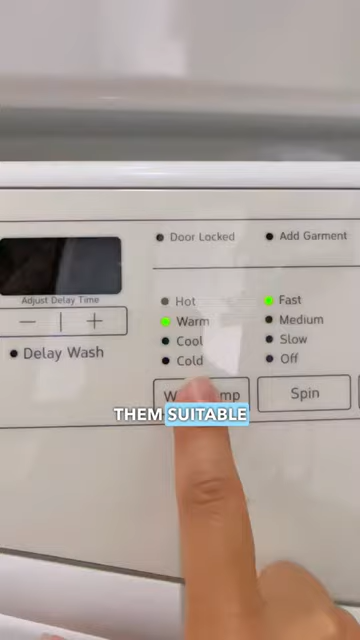 Door Locked
Add Garment
Adjust Delay Time
Hot
Fast
Warm
Medium
Cool
Slow
Cold
Off
Delay Wash
Spin
THEM SUITABLE